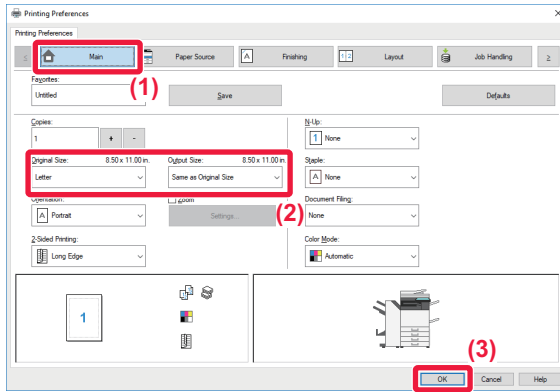 Printing Preferences
Printing Preferences
Main
Paper Source
Finishing
Layout
Job Handling
(1)
Favorites:
Untitled
Save
Defaults
Copies:
1
+ -
N-Up:
1 None
Original Size: 8.50 x 11.00 in.
Letter
Output Size: 8.50 x 11.00 in.
Same as Original Size
Staple:
A None
(2)
Orientation:
A Portrait
Zoom
Settings...
Document Filing:
None
2-Sided Printing:
Long Edge
Color Mode:
Automatic
1
(3)
OK
Cancel
Help